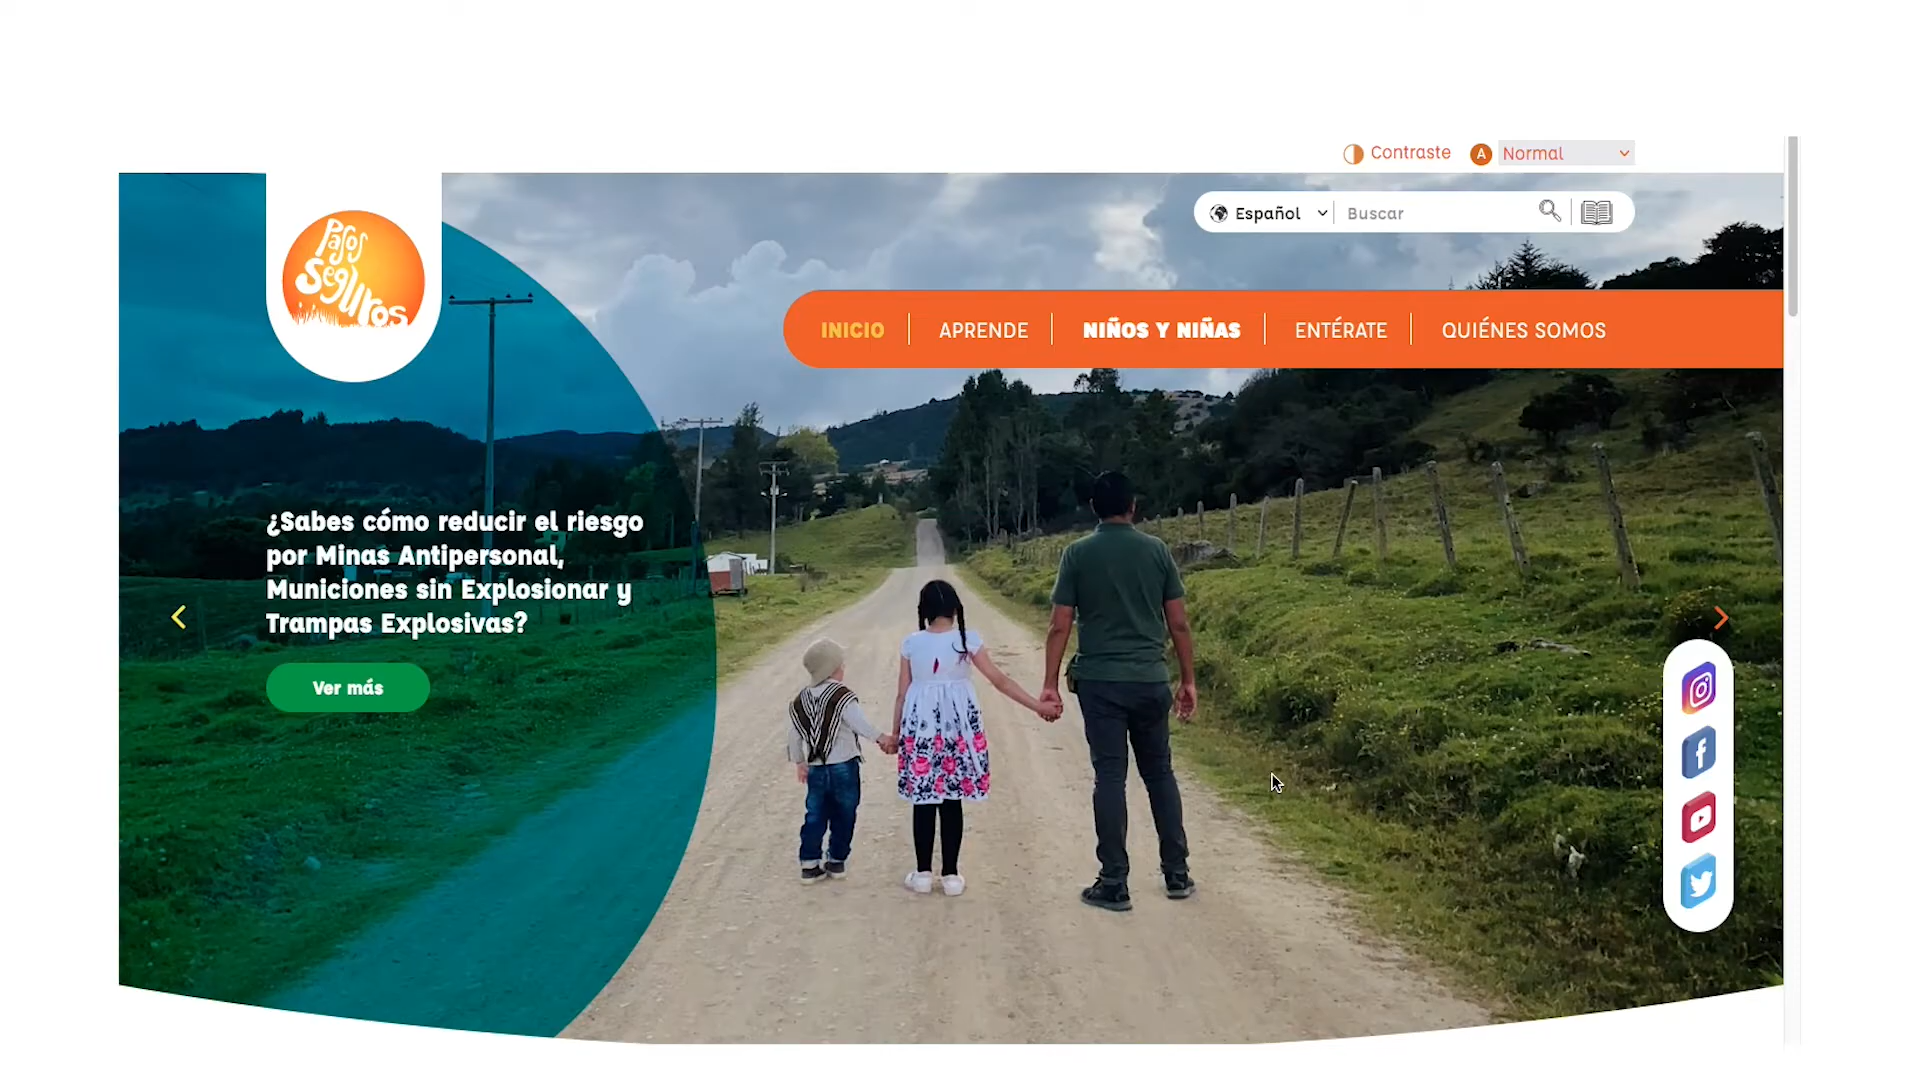 Contraste
A
Normal
Pasos
Seguros
Español
Buscar
INICIO
APRENDE
NIÑOS Y NIÑAS
ENTÉRATE
QUIÉNES SOMOS
¿Sabes cómo reducir el riesgo
por Minas Antipersonal,
Municiones sin Explosionar y
Trampas Explosivas?
Ver más